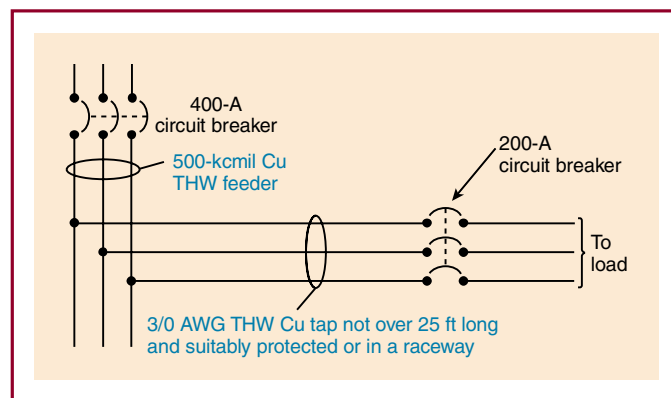 400-A
circuit breaker
500-kcmil Cu
THW feeder
200-A
circuit breaker
To
load
3/0 AWG THW Cu tap not over 25 ft long
and suitably protected or in a raceway